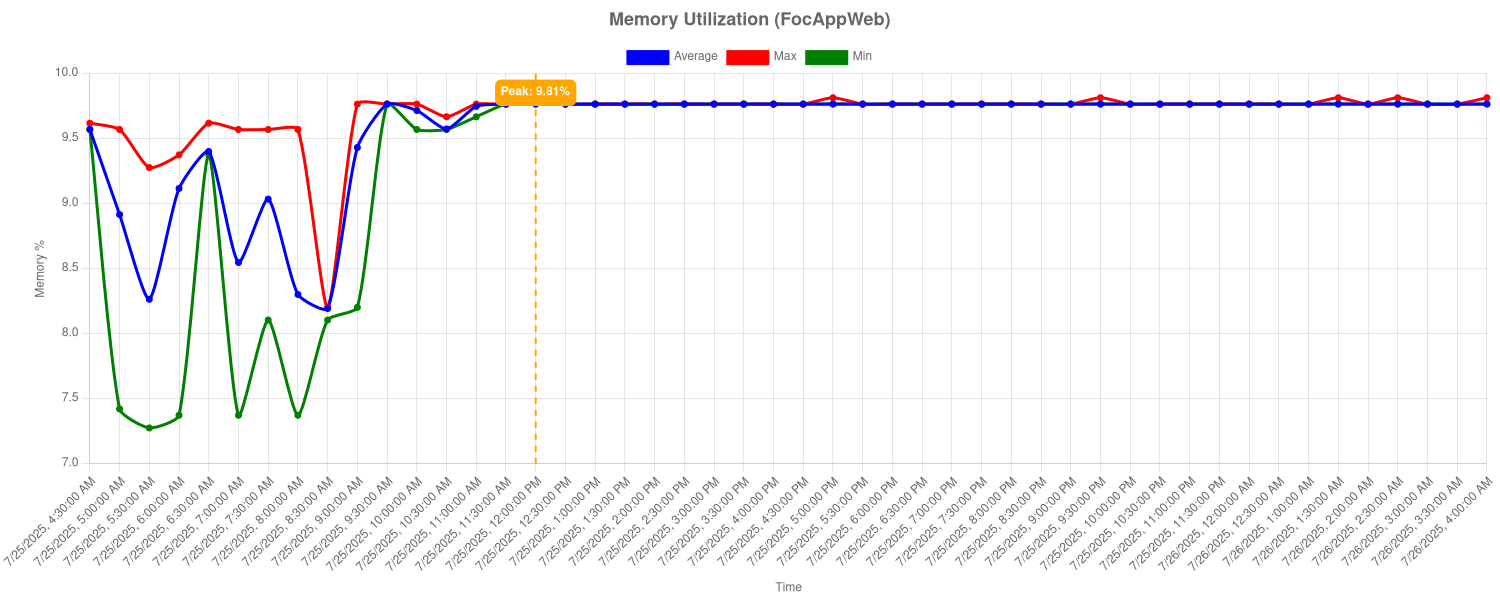 Memory Utilization (FocAppWeb)
Average Max Min
Peak: 9.81%
Memory %
10.0
9.5
9.0
8.5
8.0
7.5
7.0
7/25/2025, 4:30:00 AM
7/25/2025, 5:00:00 AM
7/25/2025, 5:30:00 AM
7/25/2025, 6:00:00 AM
7/25/2025, 6:30:00 AM
7/25/2025, 7:00:00 AM
7/25/2025, 7:30:00 AM
7/25/2025, 8:00:00 AM
7/25/2025, 8:30:00 AM
7/25/2025, 9:00:00 AM
7/25/2025, 9:30:00 AM
7/25/2025, 10:00:00 AM
7/25/2025, 10:30:00 AM
7/25/2025, 11:00:00 AM
7/25/2025, 11:30:00 AM
7/25/2025, 12:00:00 PM
7/25/2025, 12:30:00 PM
7/25/2025, 1:00:00 PM
7/25/2025, 1:30:00 PM
7/25/2025, 2:00:00 PM
7/25/2025, 2:30:00 PM
7/25/2025, 3:00:00 PM
7/25/2025, 3:30:00 PM
7/25/2025, 4:00:00 PM
7/25/2025, 4:30:00 PM
7/25/2025, 5:00:00 PM
7/25/2025, 5:30:00 PM
7/25/2025, 6:00:00 PM
7/25/2025, 6:30:00 PM
7/25/2025, 7:00:00 PM
7/25/2025, 7:30:00 PM
7/25/2025, 8:00:00 PM
7/25/2025, 8:30:00 PM
7/25/2025, 9:00:00 PM
7/25/2025, 9:30:00 PM
7/25/2025, 10:00:00 PM
7/25/2025, 10:30:00 PM
7/25/2025, 11:00:00 PM
7/25/2025, 11:30:00 PM
7/26/2025, 12:00:00 AM
7/26/2025, 12:30:00 AM
7/26/2025, 1:00:00 AM
7/26/2025, 1:30:00 AM
7/26/2025, 2:00:00 AM
7/26/2025, 2:30:00 AM
7/26/2025, 3:00:00 AM
7/26/2025, 3:30:00 AM
7/26/2025, 4:00:00 AM
Time